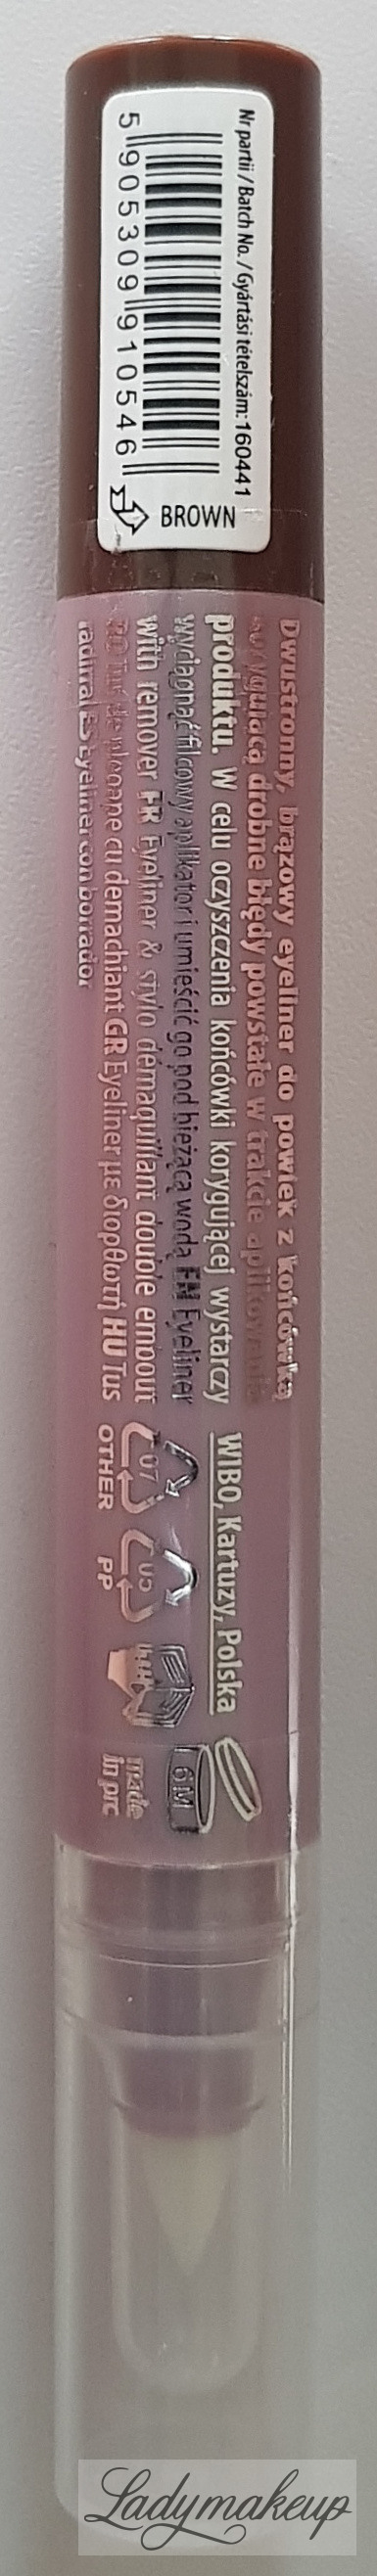 Nr partii / Batch No. / Gyártási tételszám: 160441
5 905309 910546
BROWN
Dwustronny, brązowy eyeliner do powiek z końcówką
korygującą drobne błędy powstałe w trakcie aplikowania
produktu. W celu oczyszczenia końcówki korygującej wystarczy
wyciągnąć filcowy aplikator i umieścić go pod bieżącą wodą EN Eyeliner
with remover FR Eyeliner & stylo démaquillant double embout
RO Tuş de pleoape cu demachiant GR Eyeliner με διορθωτή HU Tus
radírral ES Eyeliner con borrador
WIBO, Kartuzy, Polska
07
OTHER
05
PP
6M
made
in prc
Ladymakeup